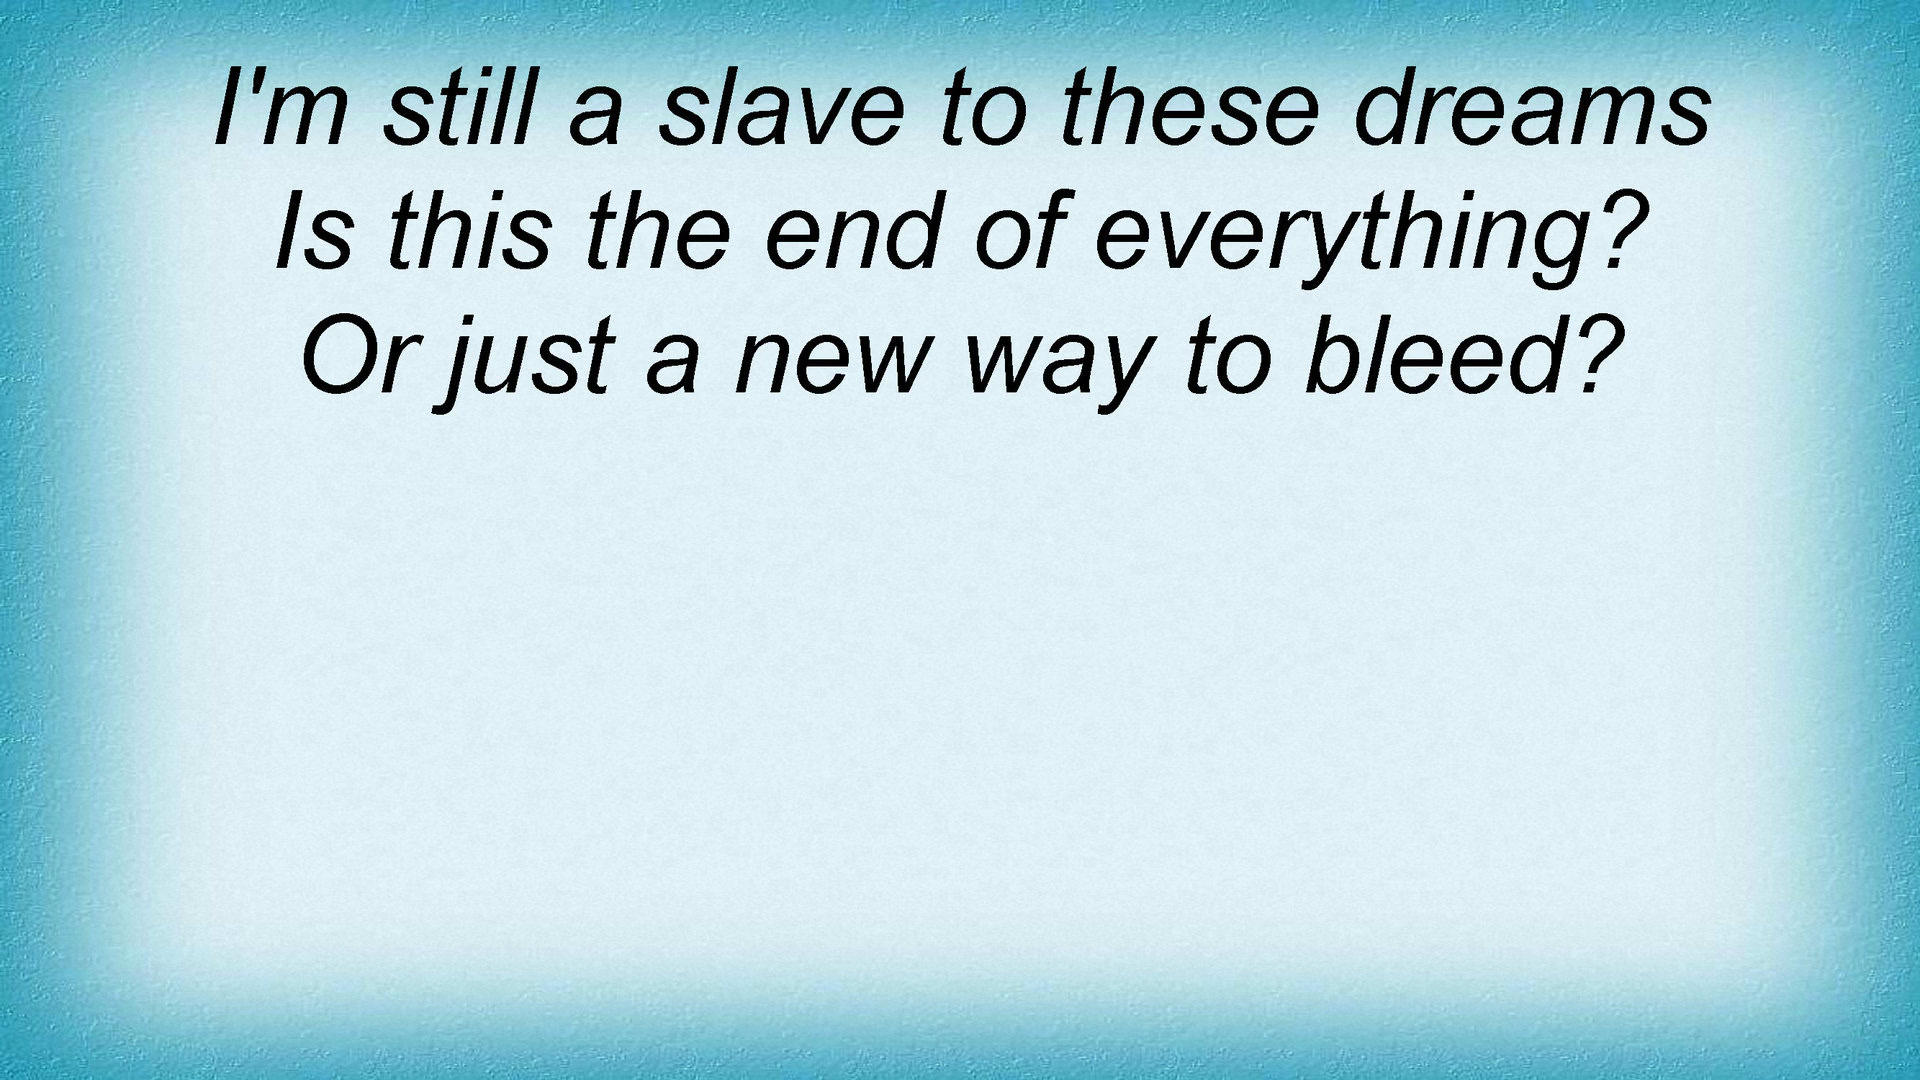 I'm still a slave to these dreams
Is this the end of everything?
Or just a new way to bleed?